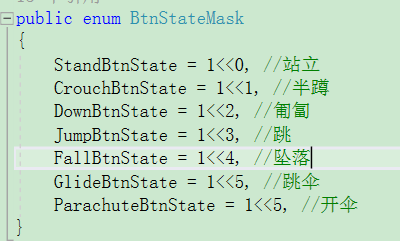 public enum BtnStateMask
{
StandBtnState = 1<<0, //站立
CrouchBtnState = 1<<1, //半蹲
DownBtnState = 1<<2, //匍匐
JumpBtnState = 1<<3, //跳
FallBtnState = 1<<4, //坠落
GlideBtnState = 1<<5, //跳伞
ParachuteBtnState = 1<<5, //开伞
}